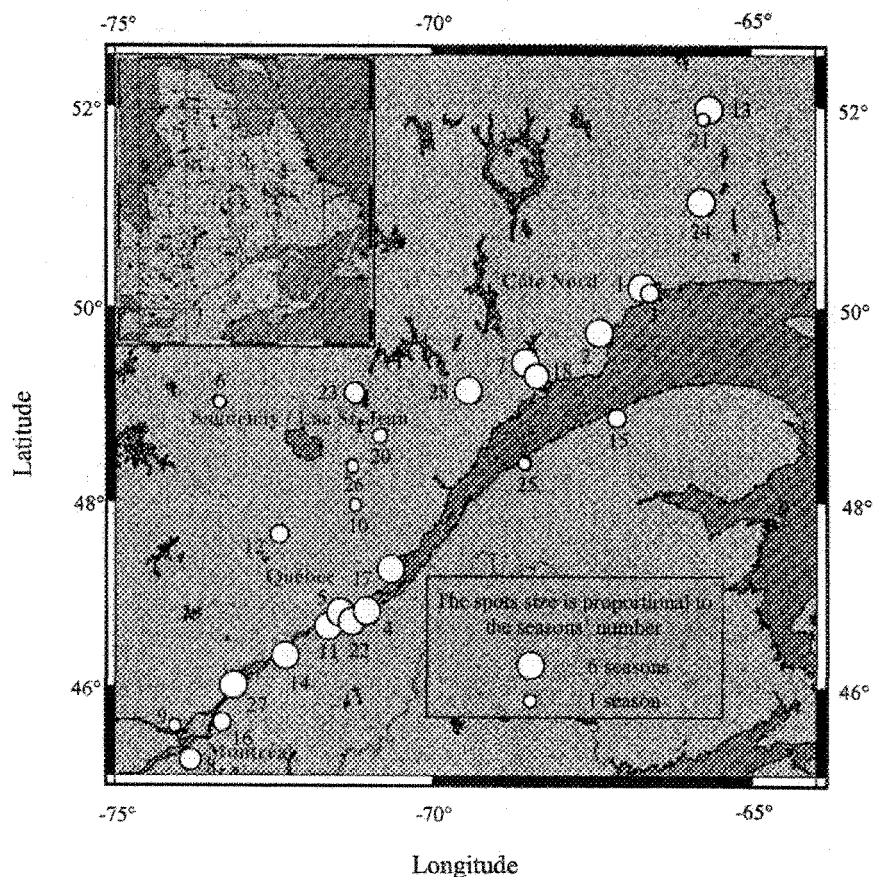 -75° -70° -65°
52° 52°
13
21
24
Côte Nord 1
50° 50°
3
2
7
18
28
23
6
Saguenay / Lac St-Jean
20
15
25
26
10
48° 48°
12
Québec 17
5
4
11 22
14
The spots size is proportional to
the seasons' number
6 seasons
1 season
46° 46°
27
9
16
Montréal
8
-75° -70° -65°
Latitude
Longitude